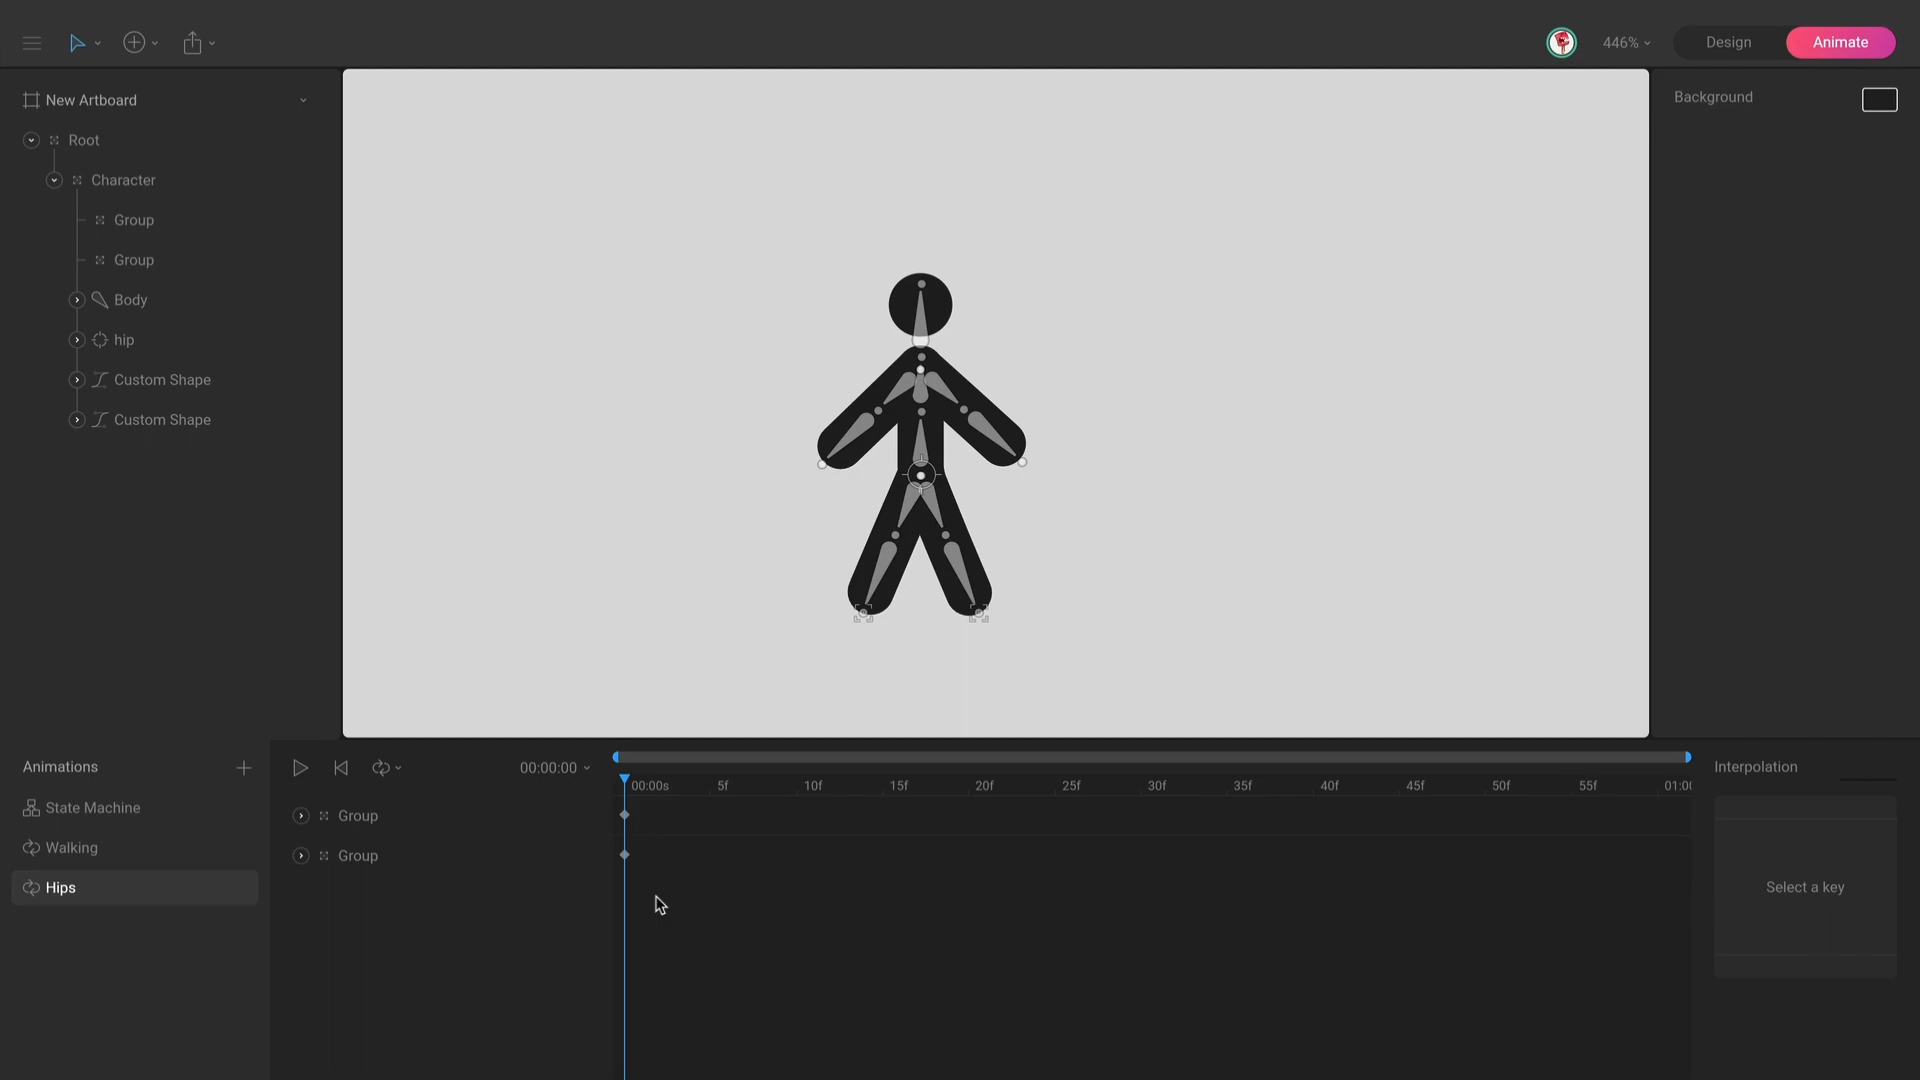 446%
Design
Animate
New Artboard
Background
Root
Character
Group
Group
Body
hip
Custom Shape
Custom Shape
Animations
00:00:00
Interpolation
00:00s 5f 10f 15f 20f 25f 30f 35f 40f 45f 50f 55f 01:00
State Machine
Group
Walking
Group
Hips
Select a key